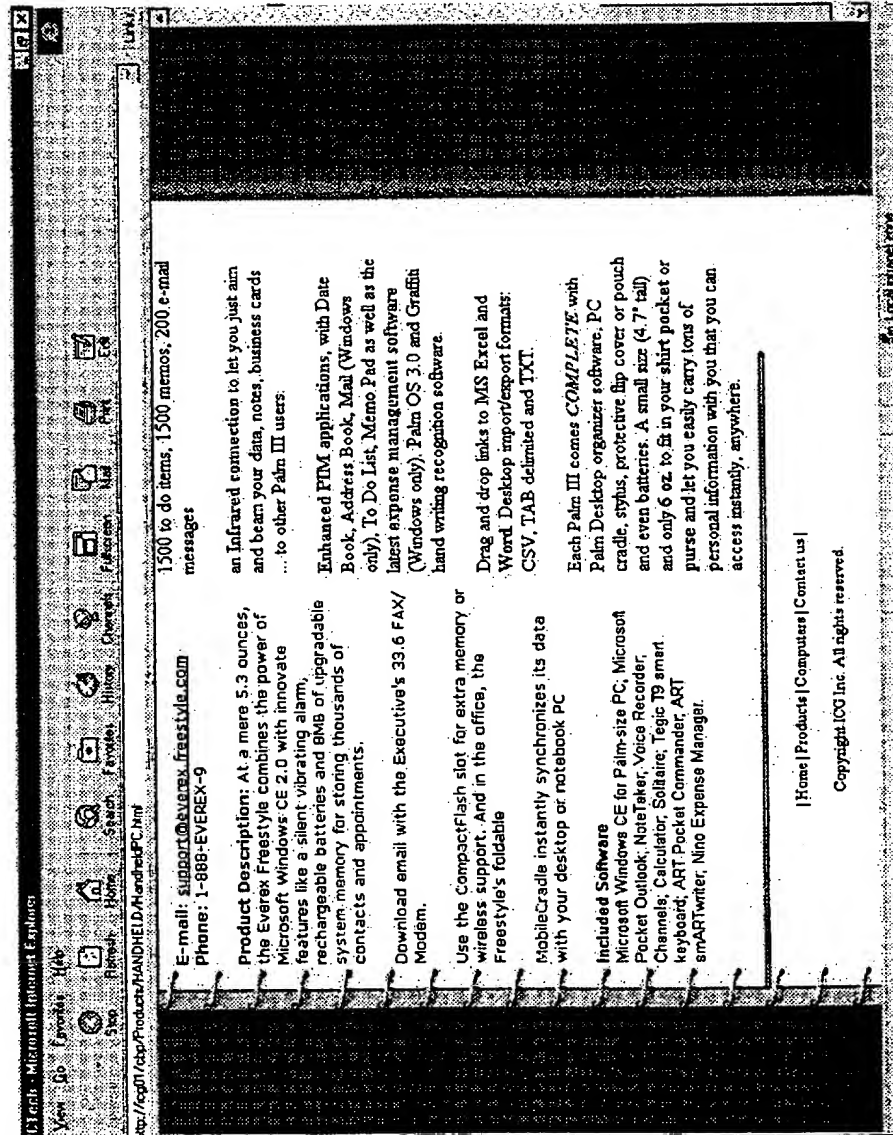 CTech - Microsoft Internet Explorer
View Go Favorites Help
Stop Refresh Home Search Favorites History Channels Fullscreen Mail Print Edit
http://icg01/cbr/Products/HANDHELD/HandheldPC.html
Links
E-mail: support@everex.freestyle.com
Phone: 1-888-EVEREX-9
Product Description: At a mere 5.3 ounces,
the Everex Freestyle combines the power of
Microsoft Windows CE 2.0 with innovate
features like a silent vibrating alarm,
rechargeable batteries and 8MB of upgradable
system memory for storing thousands of
contacts and appointments.
Download email with the Executive's 33.6 FAX/
Modem.
Use the CompactFlash slot for extra memory or
wireless support. And in the office, the
Freestyle's foldable
MobileCradle instantly synchronizes its data
with your desktop or notebook PC
Included Software
Microsoft Windows CE for Palm-size PC; Microsoft
Pocket Outlook; NoteTaker; Voice Recorder;
Channels; Calculator; Solitaire; Tegic T9 smart
keyboard; ART Pocket Commander; ART
smARTwriter; Nino Expense Manager.
1500 to do items, 1500 memos, 200 e-mail
messages
an Infrared connection to let you just aim
and beam your data, notes, business cards
....to other Palm III users:
Enhanced PIM applications, with Date
Book, Address Book, Mail (Windows
only), To Do List, Memo Pad as well as the
latest expense management software
(Windows only). Palm OS 3.0 and Graffiti
hand writing recognition software.
Drag and drop links to MS Excel and
Word. Desktop import/export formats:
CSV, TAB delimited and TXT.
Each Palm III comes COMPLETE with
Palm Desktop organizer software, PC
cradle, stylus, protective flip cover or pouch
and even batteries. A small size (4.7" tall)
and only 6 oz. to fit in your shirt pocket or
purse and let you easily carry tons of
personal information with you that you can
access instantly, anywhere.
| Home | Products | Computers | Contact us |
Copyright ICG Inc. All rights reserved.
Local intranet zone